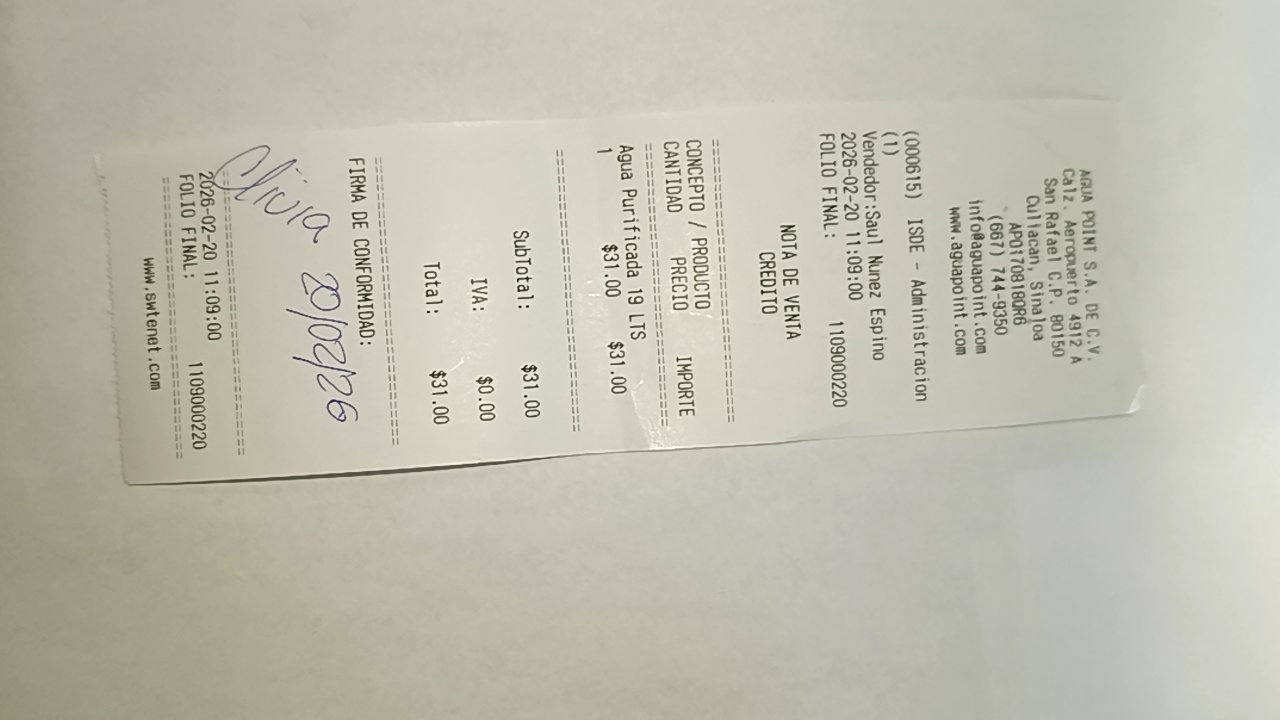 AGUA POINT S.A. DE C.V.
Calz. Aeropuerto 4912 A
San Rafael C.P. 80150
Culiacan, Sinaloa
APO170818QR6
(667) 744-9350
info@aguapoint.com
www.aguapoint.com
(000615) ISDE - Administracion
(1)
Vendedor:Saul Nunez Espino
2026-02-20 11:09:00
FOLIO FINAL: 1109000220
NOTA DE VENTA
CREDITO
CONCEPTO / PRODUCTO
CANTIDAD PRECIO IMPORTE
Agua Purificada 19 LTS
1 $31.00 $31.00
SubTotal: $31.00
IVA: $0.00
Total: $31.00
FIRMA DE CONFORMIDAD:
Olivia 20/02/26
2026-02-20 11:09:00
FOLIO FINAL: 1109000220
www.swtenet.com